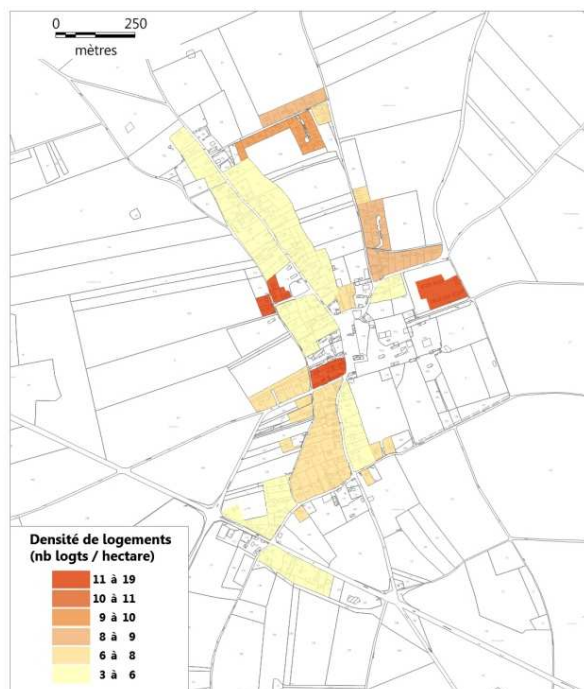 0 250
mètres
Densité de logements
(nb logts / hectare)
11 à 19
10 à 11
9 à 10
8 à 9
6 à 8
3 à 6